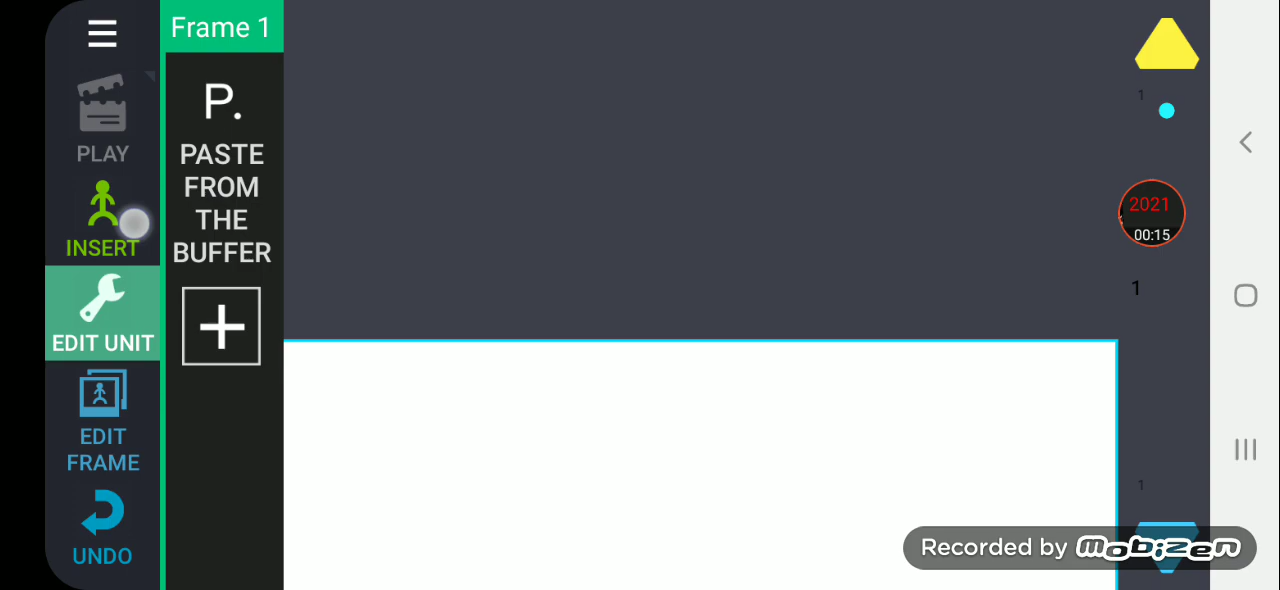 Frame 1
PLAY
INSERT
EDIT UNIT
EDIT
FRAME
UNDO
P.
PASTE
FROM
THE
BUFFER
1
2021
00:15
1
1
Recorded by mobizen